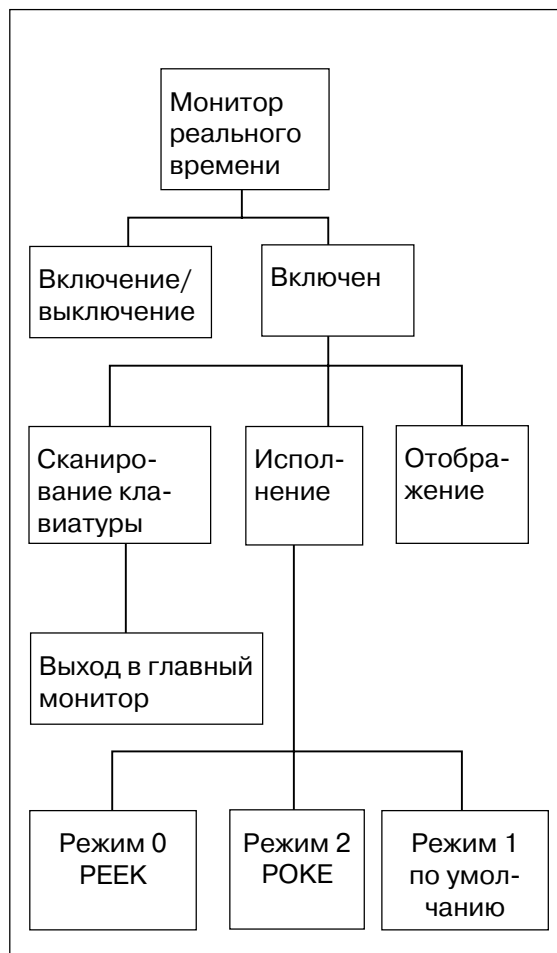 Монитор
реального
времени
Включение/
выключение
Включен
Сканиро-
вание кла-
виатуры
Испол-
нение
Отобра-
жение
Выход в главный
монитор
Режим 0
PEEK
Режим 2
POKE
Режим 1
по умол-
чанию